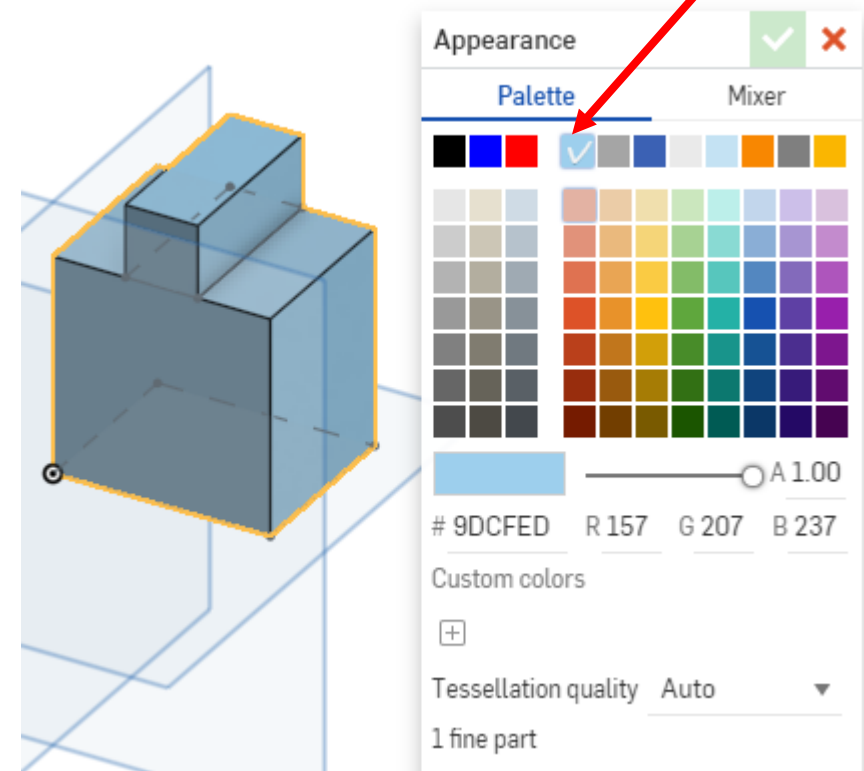 Appearance
Palette Mixer
A 1.00
# 9DCFED R 157 G 207 B 237
Custom colors
Tessellation quality Auto
1 fine part